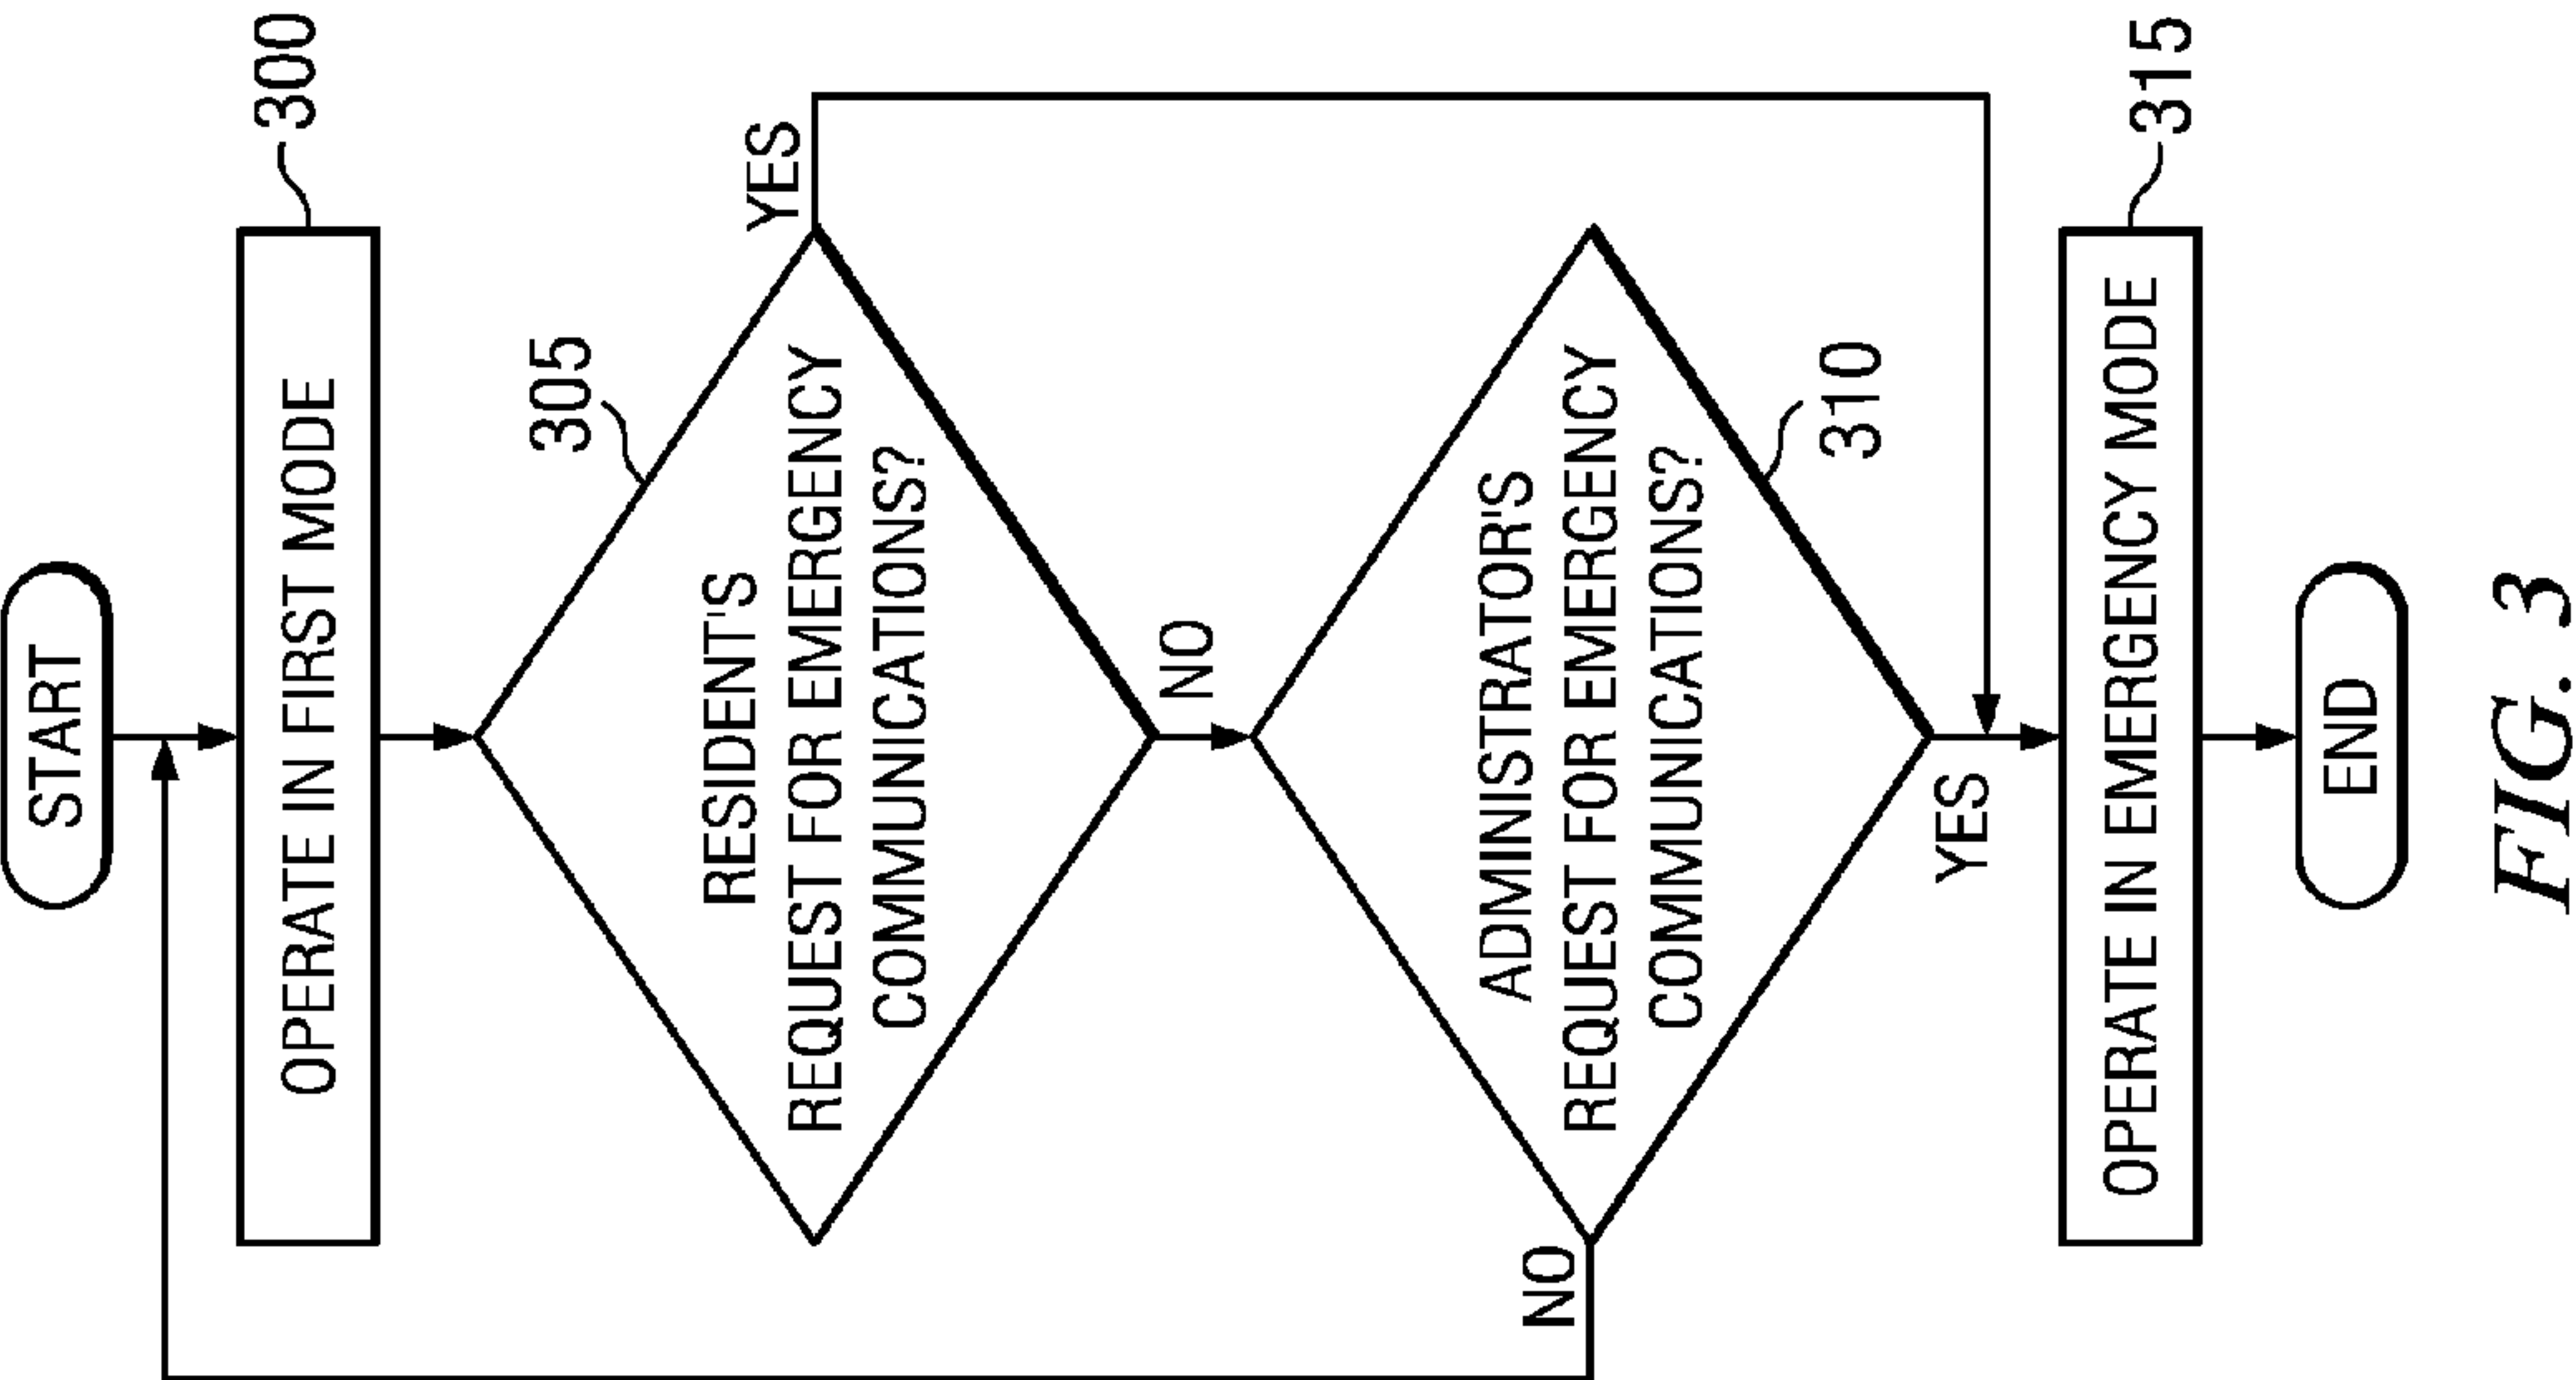 START
300
OPERATE IN FIRST MODE
305
RESIDENT'S
REQUEST FOR EMERGENCY
COMMUNICATIONS?
YES
NO
ADMINISTRATOR'S
REQUEST FOR EMERGENCY
COMMUNICATIONS?
310
NO
YES
315
OPERATE IN EMERGENCY MODE
END
FIG. 3